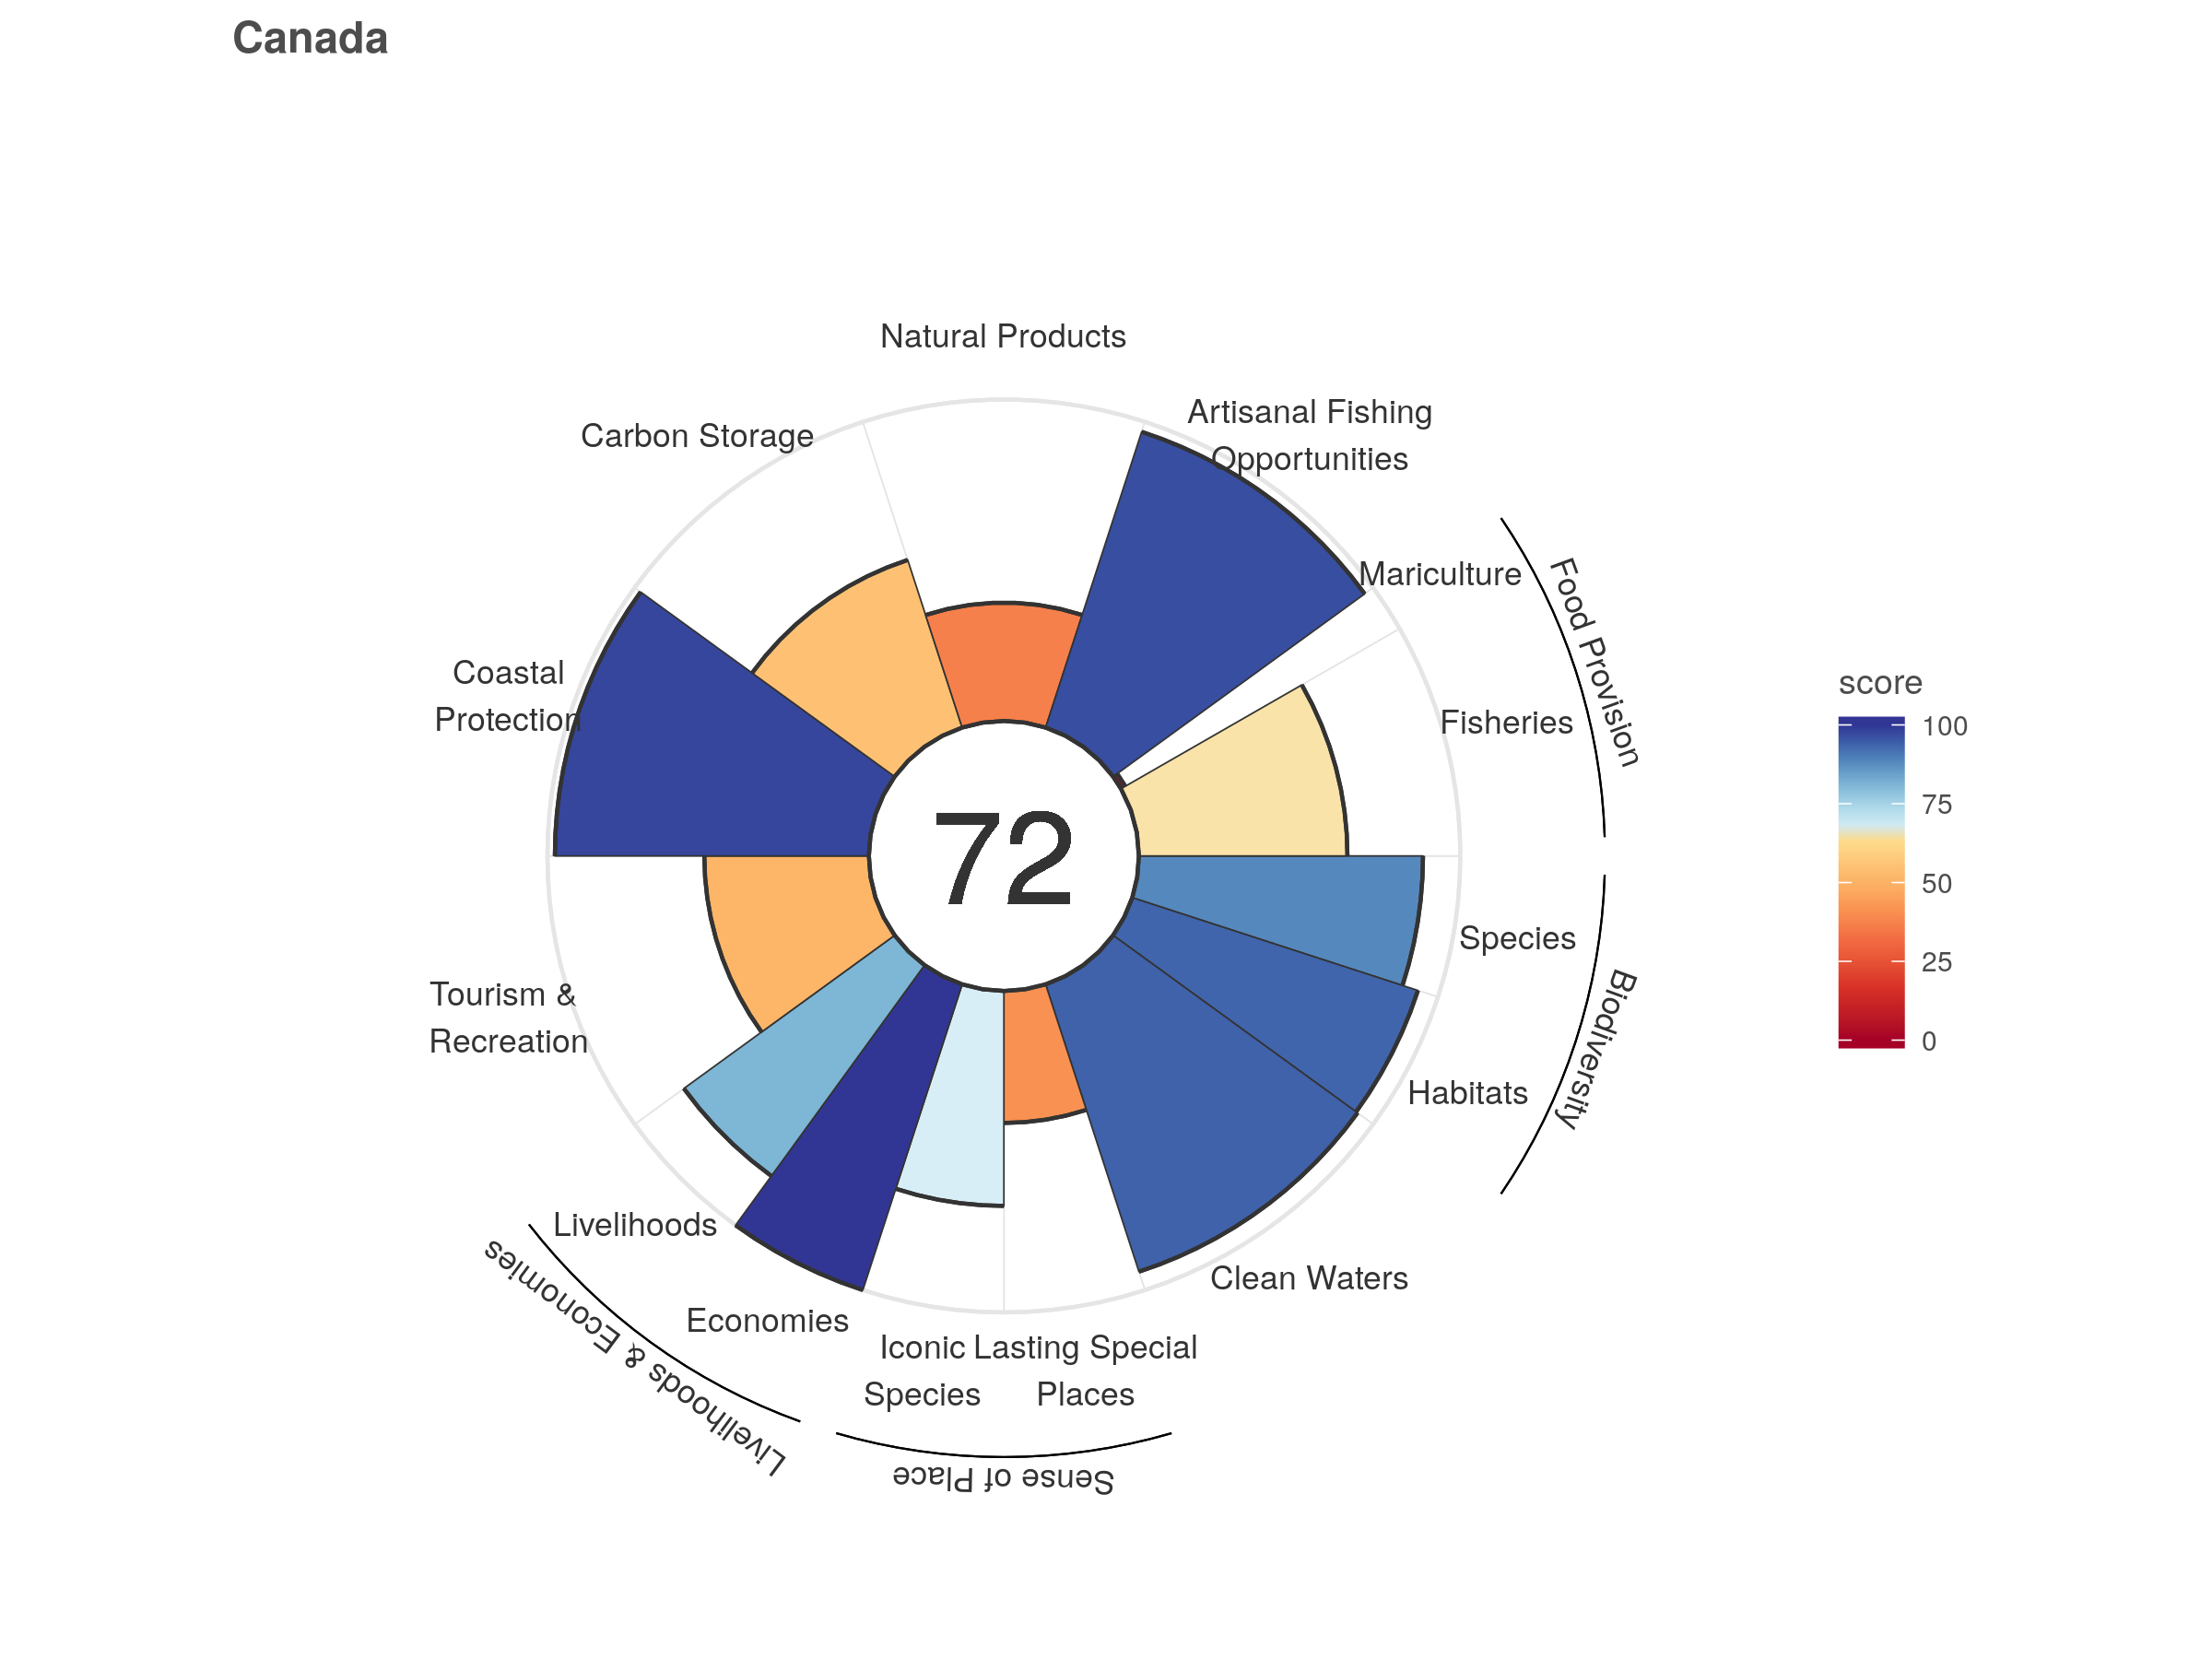 Canada
Natural Products
Carbon Storage
Artisanal Fishing
Opportunities
Mariculture
Food Provision
Fisheries
Coastal
Protection
72
Species
Biodiversity
Habitats
Tourism &
Recreation
Clean Waters
Livelihoods
Economies
Livelihoods & Economies
Iconic
Species
Lasting Special
Places
Sense of Place
score
100
75
50
25
0